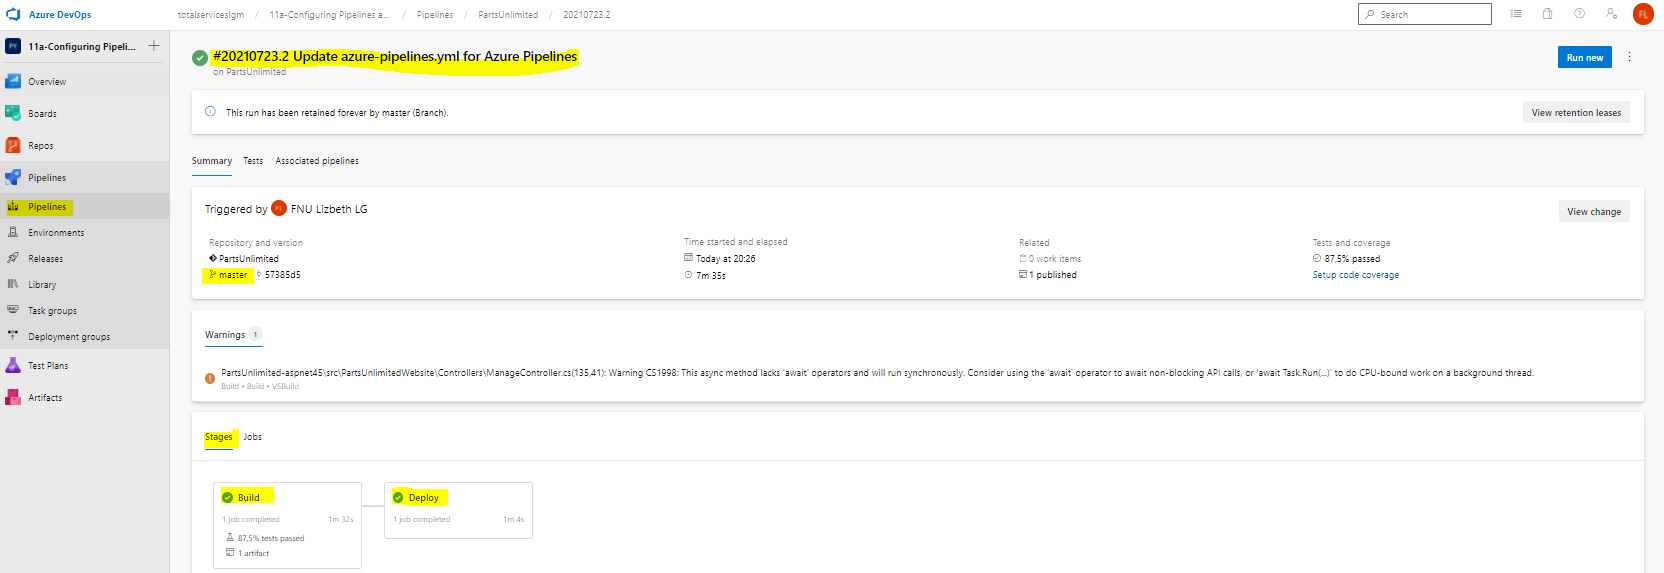 Azure DevOps
totalserviceslgm / 11a-Configuring Pipelines a... / Pipelines / PartsUnlimited / 20210723.2
Search
FL
PY
11a-Configuring Pipeli...
Overview
Boards
Repos
Pipelines
Pipelines
Environments
Releases
Library
Task groups
Deployment groups
Test Plans
Artifacts
#20210723.2 Update azure-pipelines.yml for Azure Pipelines
on PartsUnlimited
Run new
This run has been retained forever by master (Branch).
View retention leases
Summary Tests Associated pipelines
Triggered by FL FNU Lizbeth LG
View change
Repository and version
PartsUnlimited
master 57385d5
Time started and elapsed
Today at 20:26
7m 35s
Related
0 work items
1 published
Tests and coverage
87.5% passed
Setup code coverage
Warnings 1
PartsUnlimited-aspnet45\src\PartsUnlimitedWebsite\Controllers\ManageController.cs(135,41): Warning CS1998: This async method lacks 'await' operators and will run synchronously. Consider using the 'await' operator to await non-blocking API calls, or 'await Task.Run(...)' to do CPU-bound work on a background thread.
Build • Build • VSBuild
Stages Jobs
Build
1 job completed 1m 32s
87,5% tests passed
1 artifact
Deploy
1 job completed 1m 4s